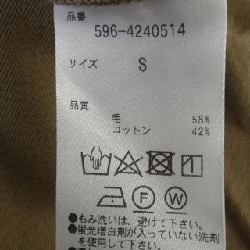 品番
596-4240514
サイズ S
品質
毛 58%
コットン 42%
F W
●もみ洗いは、避けて下さい。
●蛍光増白剤が入っていない洗剤
を使用して下さい。